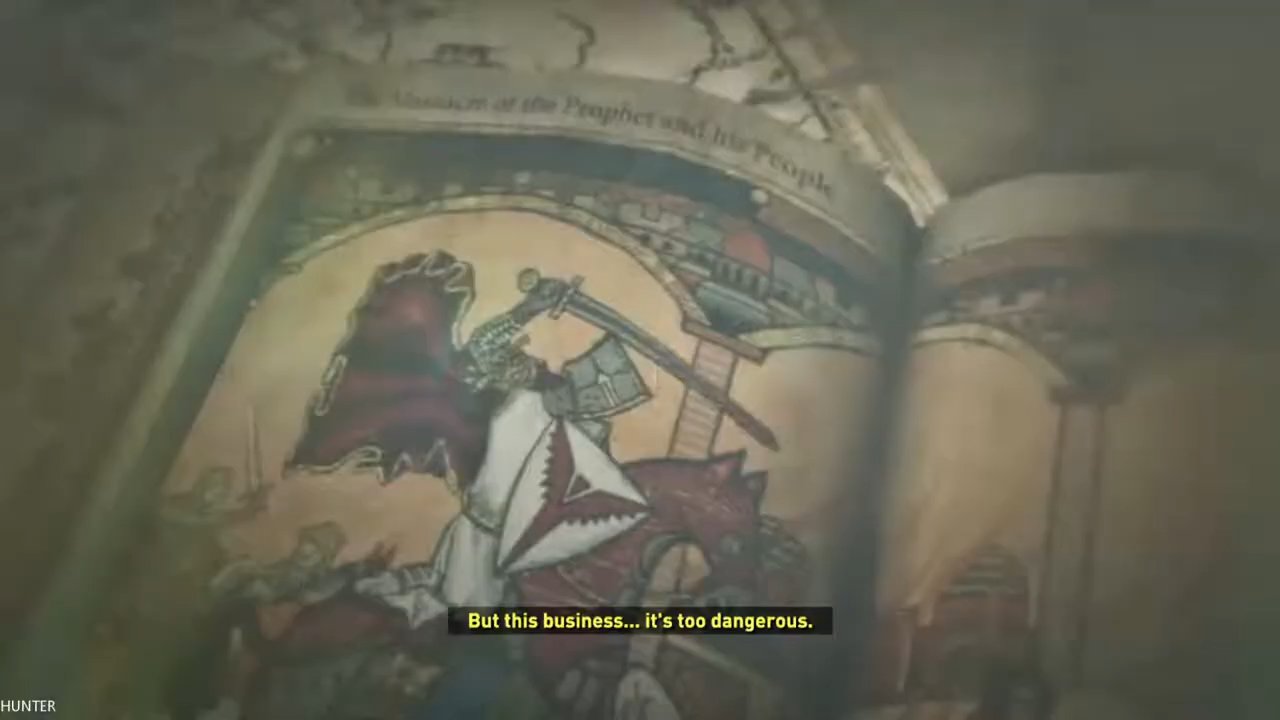 The Massacre of the Prophet and his People
But this business... it's too dangerous.
HUNTER